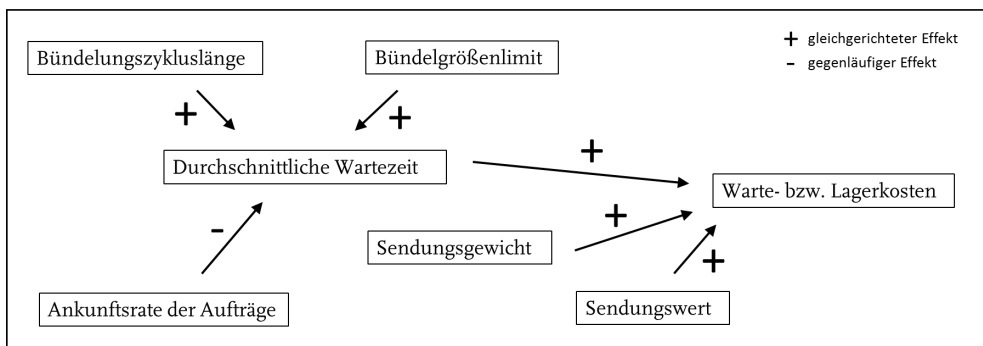 + gleichgerichteter Effekt
- gegenläufiger Effekt
Bündelungszykluslänge
Bündelgrößenlimit
+
+
Durchschnittliche Wartezeit
+
Warte- bzw. Lagerkosten
-
+
Sendungsgewicht
+
Ankunftsrate der Aufträge
Sendungswert